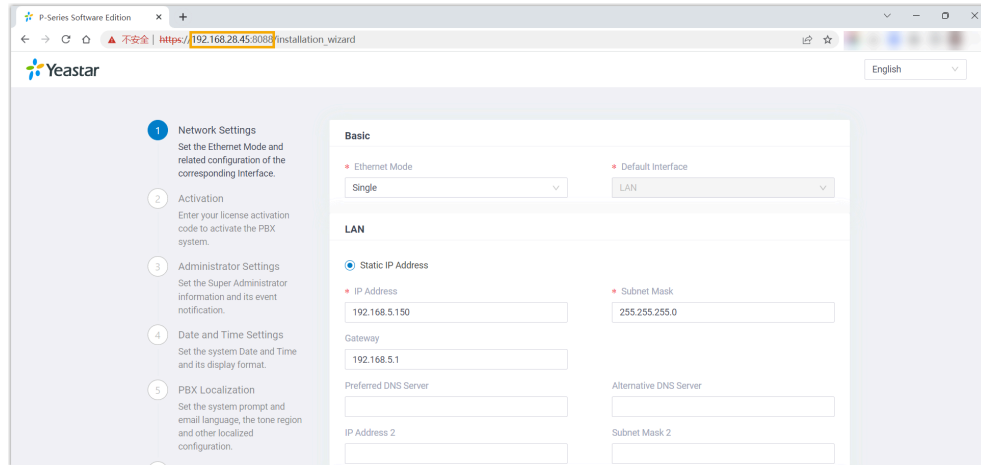 P-Series Software Edition
不安全 | https://192.168.28.45:8088/installation_wizard
Yeastar
English
1
Network Settings
Set the Ethernet Mode and
related configuration of the
corresponding Interface.
2
Activation
Enter your license activation
code to activate the PBX
system.
3
Administrator Settings
Set the Super Administrator
information and its event
notification.
4
Date and Time Settings
Set the system Date and Time
and its display format.
5
PBX Localization
Set the system prompt and
email language, the tone region
and other localized
configuration.
Basic
* Ethernet Mode
* Default Interface
Single
LAN
LAN
Static IP Address
* IP Address
* Subnet Mask
192.168.5.150
255.255.255.0
Gateway
192.168.5.1
Preferred DNS Server
Alternative DNS Server
IP Address 2
Subnet Mask 2